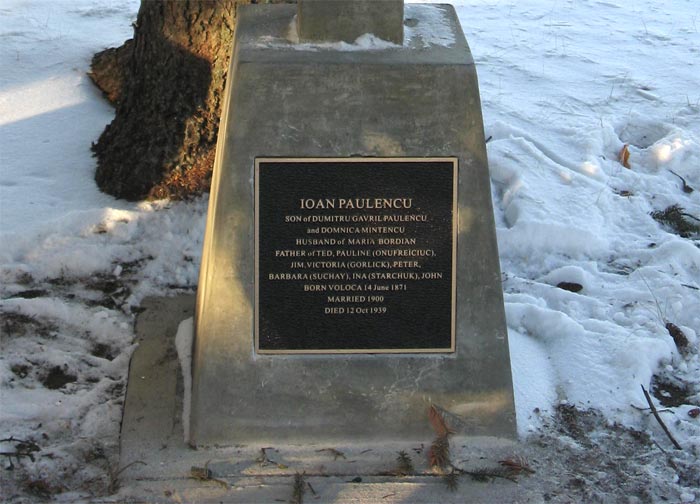 IOAN PAULENCU
SON of DUMITRU GAVRIL PAULENCU
and DOMNICA MINTENCU
HUSBAND of MARIA BORDIAN
FATHER of TED, PAULINE (ONUFREICIUC),
JIM, VICTORIA (GORLICK), PETER,
BARBARA (SUCHAY), INA (STARCHUK), JOHN
BORN VOLOCA 14 June 1871
MARRIED 1900
DIED 12 Oct 1939